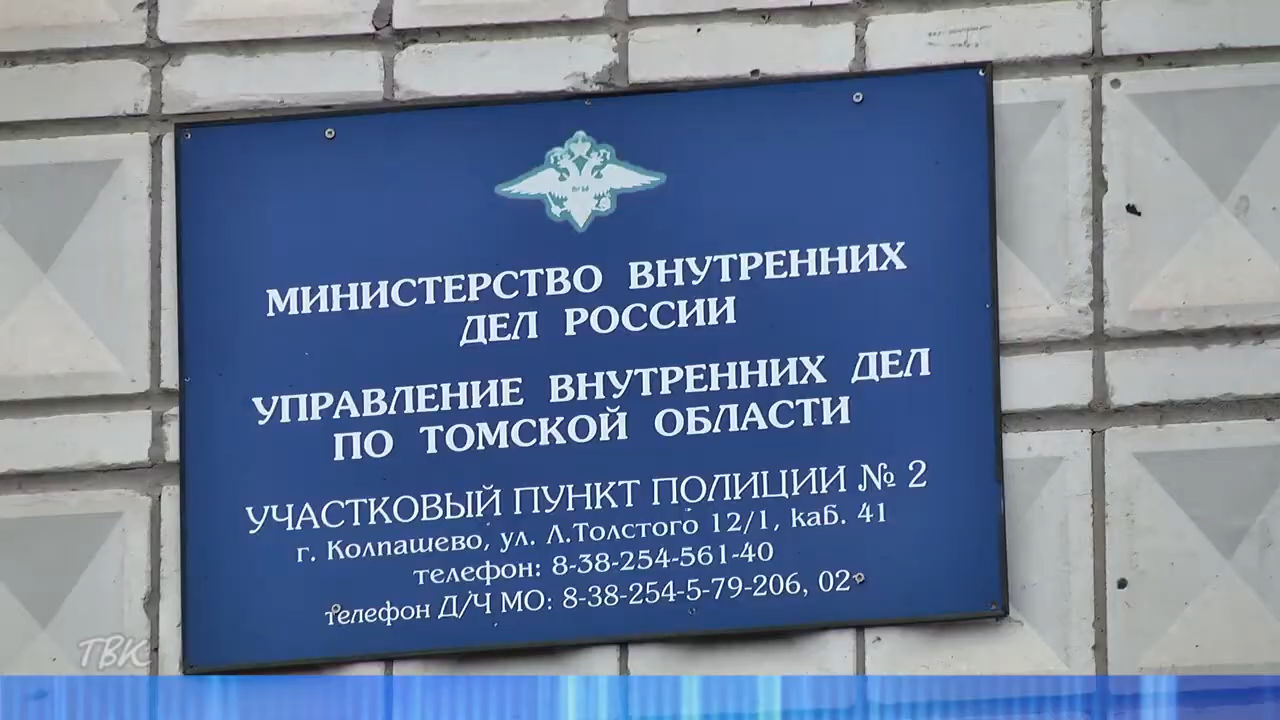 МИНИСТЕРСТВО ВНУТРЕННИХ
ДЕЛ РОССИИ
УПРАВЛЕНИЕ ВНУТРЕННИХ ДЕЛ
ПО ТОМСКОЙ ОБЛАСТИ
УЧАСТКОВЫЙ ПУНКТ ПОЛИЦИИ № 2
г. Колпашево, ул. Л.Толстого 12/1, каб. 41
телефон: 8-38-254-561-40
телефон Д/Ч МО: 8-38-254-5-79-206, 02
ТВК